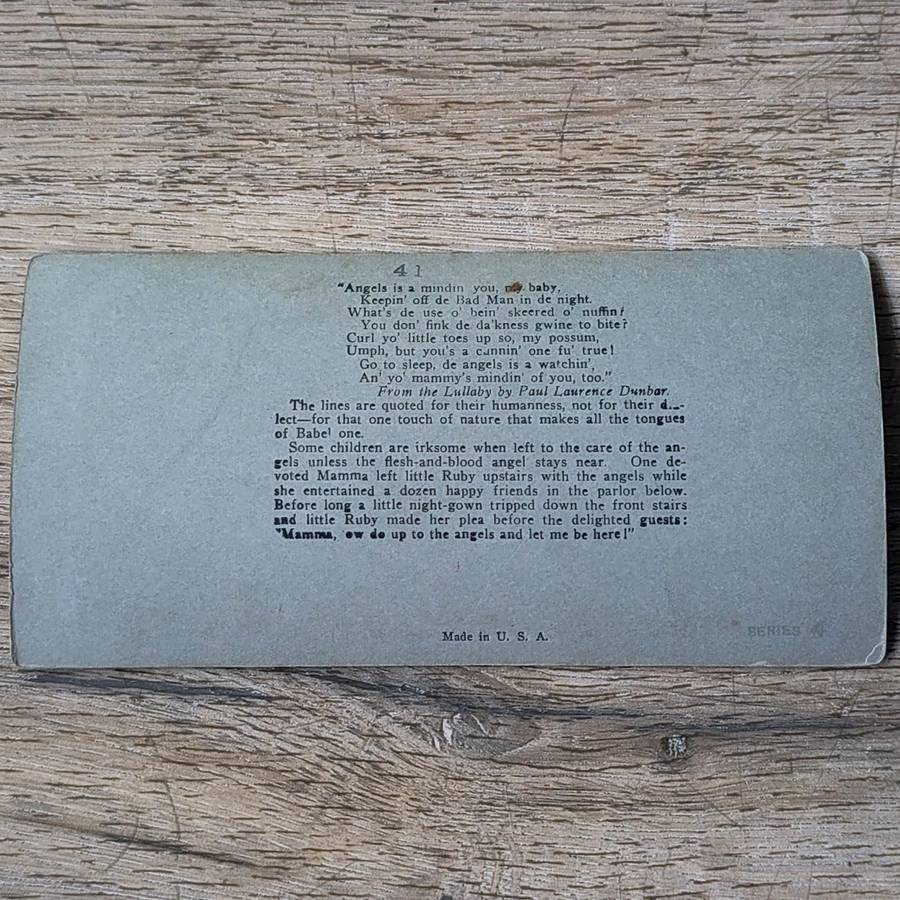 41
"Angels is a mindin you, my baby,
Keepin' off de Bad Man in de night.
What's de use o' bein' skeered o' nuffin?
You don' fink de da'kness gwine to bite?
Curl yo' little toes up so, my possum,
Umph, but you's a cunnin' one fu' true!
Go to sleep, de angels is a watchin',
An' yo' mammy's mindin' of you, too."
From the Lullaby by Paul Laurence Dunbar.
The lines are quoted for their humanness, not for their
lect—for that one touch of nature that makes all the tongues
of Babel one.
Some children are irksome when left to the care of the an-
gels unless the flesh-and-blood angel stays near. One de-
voted Mamma left little Ruby upstairs with the angels while
she entertained a dozen happy friends in the parlor below.
Before long a little night-gown tripped down the front stairs
and little Ruby made her plea before the delighted guests:
"Mamma, ow do up to the angels and let me be here!"
Made in U. S. A.
SERIES 4